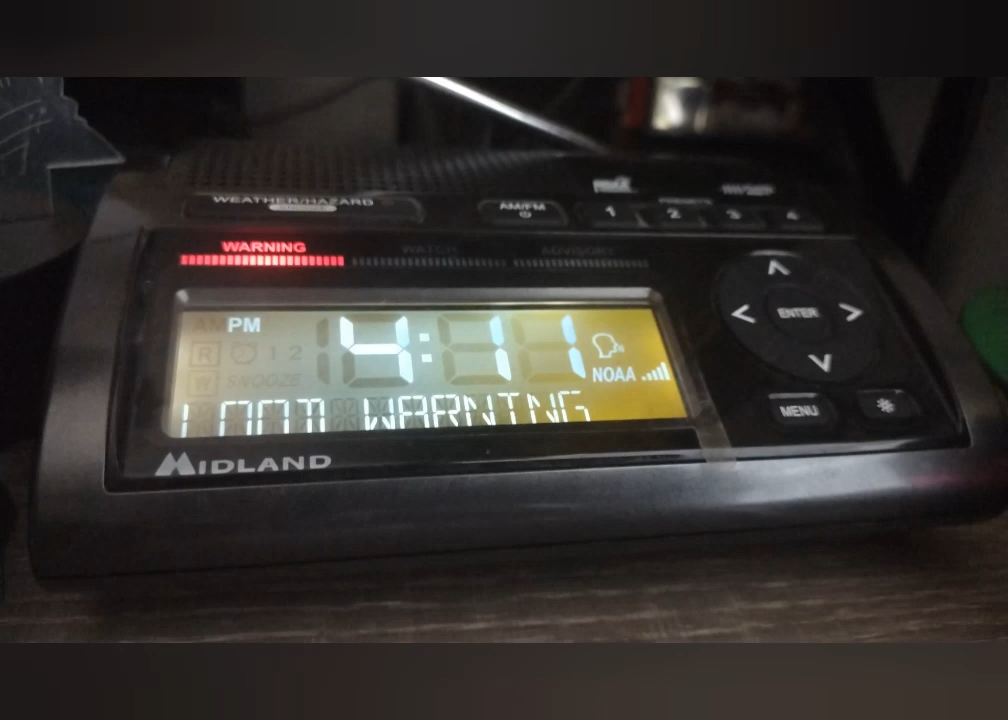 WEATHER/HAZARD
AM/FM
1 2 3 4
WARNING WATCH ADVISORY
AM PM 4:11
R 1 2
W SNOOZE
NOAA
WARNING
ENTER
MENU
MIDLAND